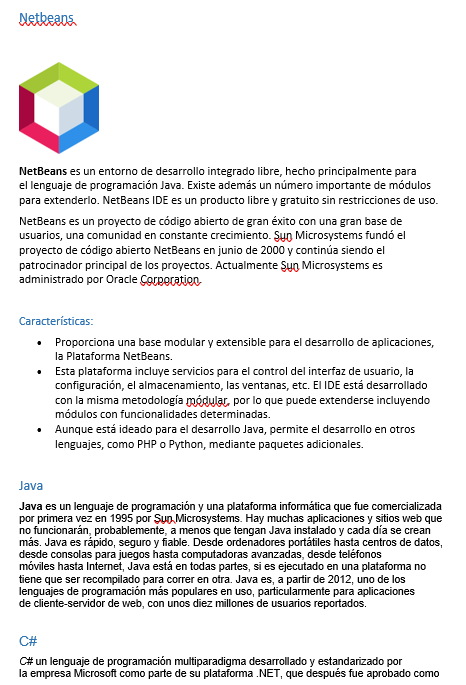 Netbeans
NetBeans es un entorno de desarrollo integrado libre, hecho principalmente para
el lenguaje de programación Java. Existe además un número importante de módulos
para extenderlo. NetBeans IDE es un producto libre y gratuito sin restricciones de uso.
NetBeans es un proyecto de código abierto de gran éxito con una gran base de
usuarios, una comunidad en constante crecimiento. Sun Microsystems fundó el
proyecto de código abierto NetBeans en junio de 2000 y continúa siendo el
patrocinador principal de los proyectos. Actualmente Sun Microsystems es
administrado por Oracle Corporation.
Características:
• Proporciona una base modular y extensible para el desarrollo de aplicaciones,
la Plataforma NetBeans.
• Esta plataforma incluye servicios para el control del interfaz de usuario, la
configuración, el almacenamiento, las ventanas, etc. El IDE está desarrollado
con la misma metodología módular, por lo que puede extenderse incluyendo
módulos con funcionalidades determinadas.
• Aunque está ideado para el desarrollo Java, permite el desarrollo en otros
lenguajes, como PHP o Python, mediante paquetes adicionales.
Java
Java es un lenguaje de programación y una plataforma informática que fue comercializada
por primera vez en 1995 por Sun Microsystems. Hay muchas aplicaciones y sitios web que
no funcionarán, probablemente, a menos que tengan Java instalado y cada día se crean
más. Java es rápido, seguro y fiable. Desde ordenadores portátiles hasta centros de datos,
desde consolas para juegos hasta computadoras avanzadas, desde teléfonos
móviles hasta Internet, Java está en todas partes, si es ejecutado en una plataforma no
tiene que ser recompilado para correr en otra. Java es, a partir de 2012, uno de los
lenguajes de programación más populares en uso, particularmente para aplicaciones
de cliente-servidor de web, con unos diez millones de usuarios reportados.
C#
C# un lenguaje de programación multiparadigma desarrollado y estandarizado por
la empresa Microsoft como parte de su plataforma .NET, que después fue aprobado como